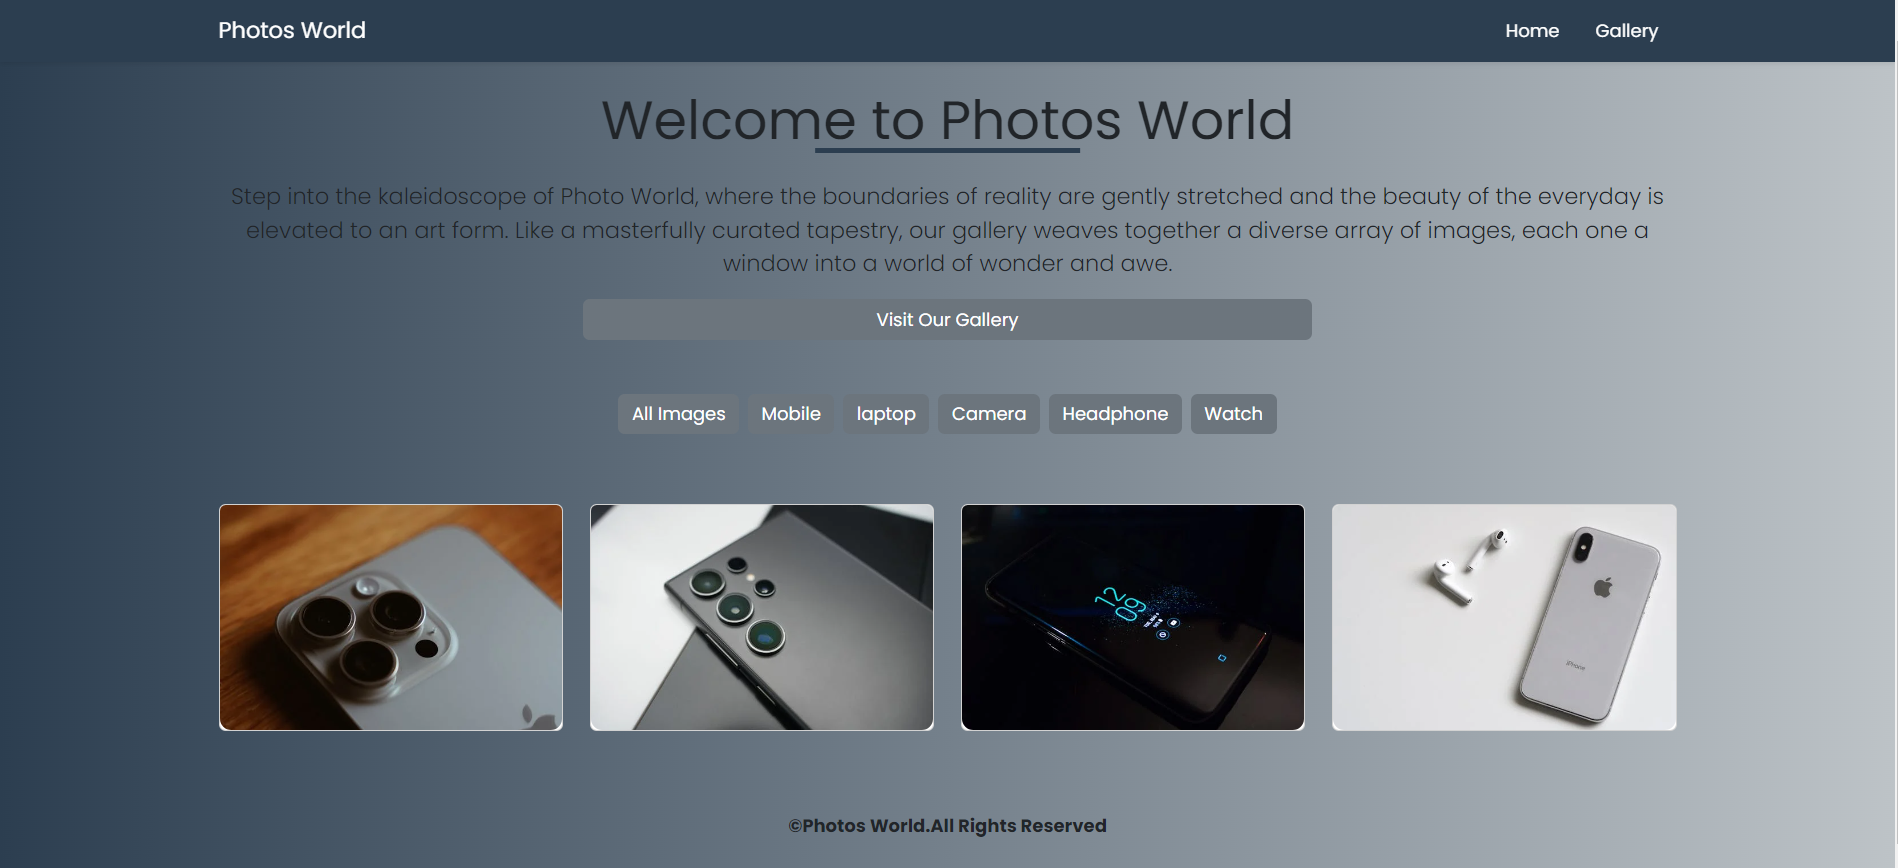 Photos World
Home
Gallery
Welcome to Photos World
Step into the kaleidoscope of Photo World, where the boundaries of reality are gently stretched and the beauty of the everyday is
elevated to an art form. Like a masterfully curated tapestry, our gallery weaves together a diverse array of images, each one a
window into a world of wonder and awe.
Visit Our Gallery
All Images
Mobile
laptop
Camera
Headphone
Watch
12
09
iPhone
©Photos World.All Rights Reserved